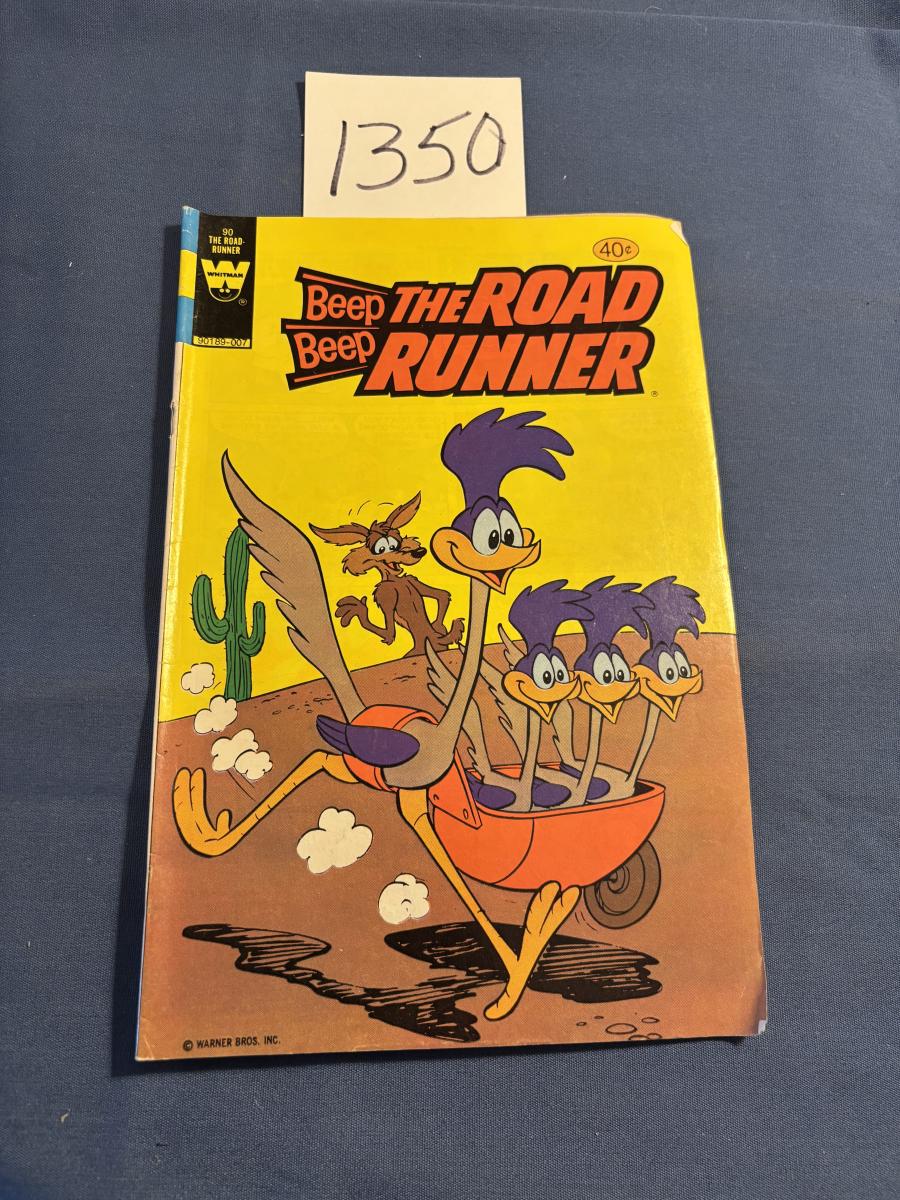 1350
90
THE ROAD-
RUNNER
WHITMAN
®
90189-007
40¢
Beep
Beep
THE ROAD
RUNNER
®
© WARNER BROS. INC.